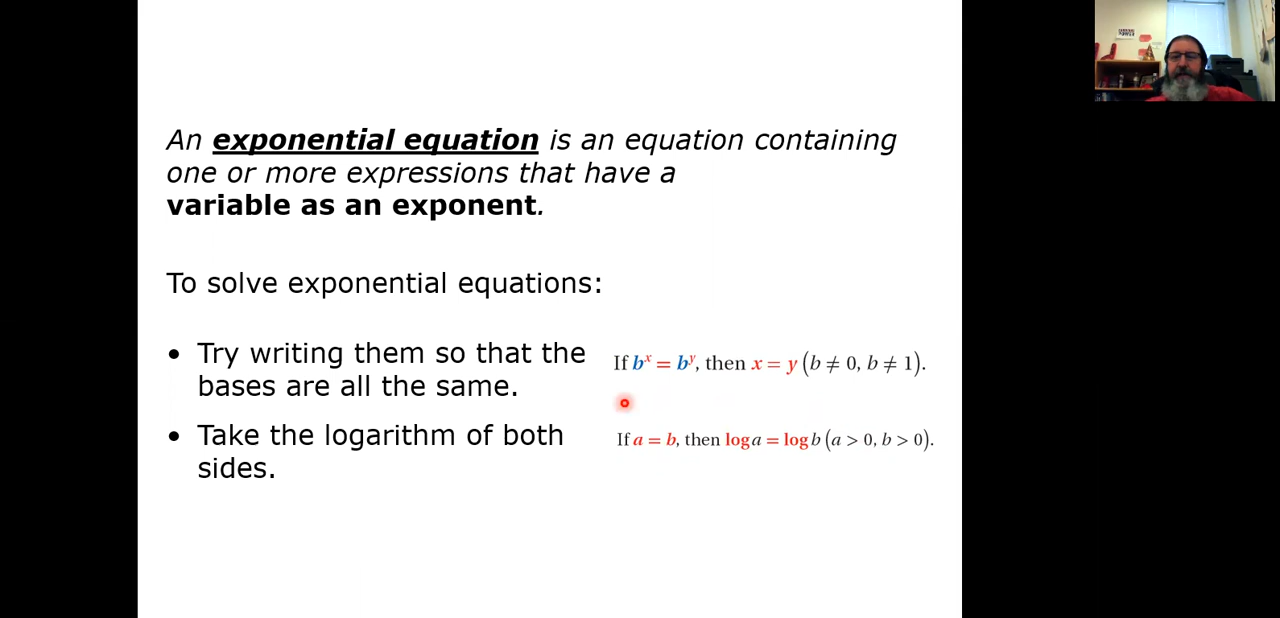 An exponential equation is an equation containing
one or more expressions that have a
variable as an exponent.
To solve exponential equations:
• Try writing them so that the
bases are all the same.
If bˣ = bʸ, then x = y (b ≠ 0, b ≠ 1).
• Take the logarithm of both
sides.
If a = b, then log a = log b (a > 0, b > 0).